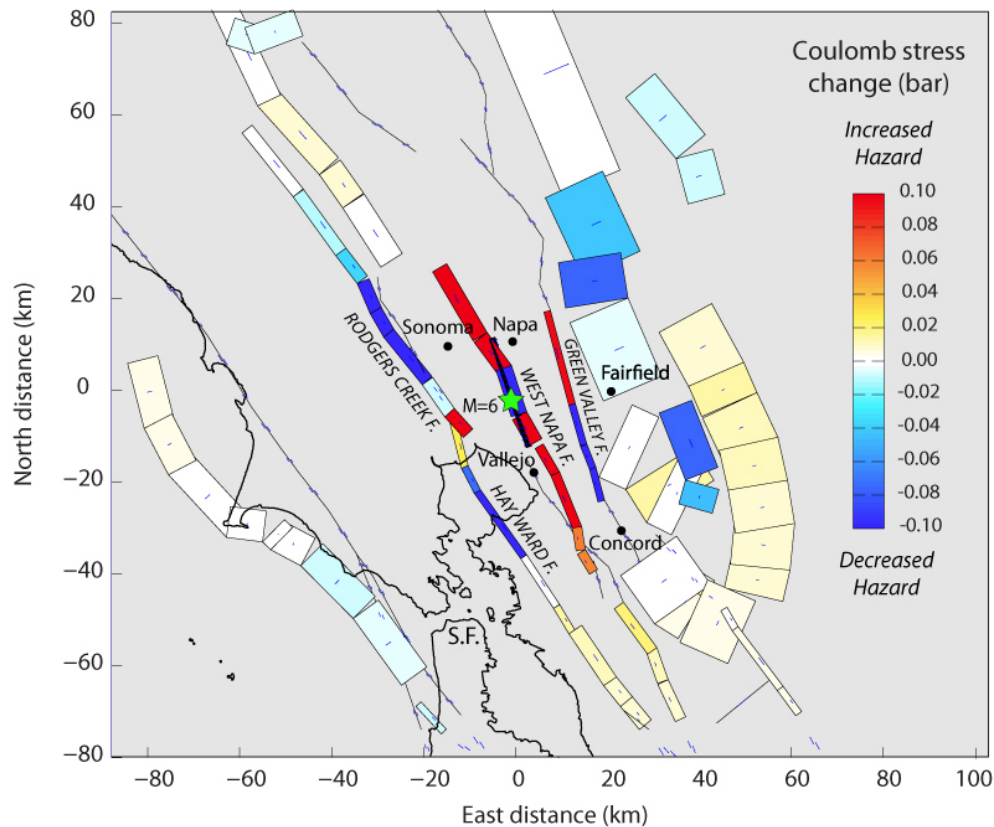 Coulomb stress
change (bar)
Increased
Hazard
0.10
0.08
0.06
0.04
0.02
0.00
-0.02
-0.04
-0.06
-0.08
-0.10
Decreased
Hazard
80
60
40
20
0
−20
−40
−60
−80
North distance (km)
Sonoma
Napa
RODGERS CREEK F.
M=6
WEST NAPA F.
GREEN VALLEY F.
Fairfield
Vallejo
HAYWARD F.
Concord
S.F.
−80
−60
−40
−20
0
20
40
60
80
100
East distance (km)